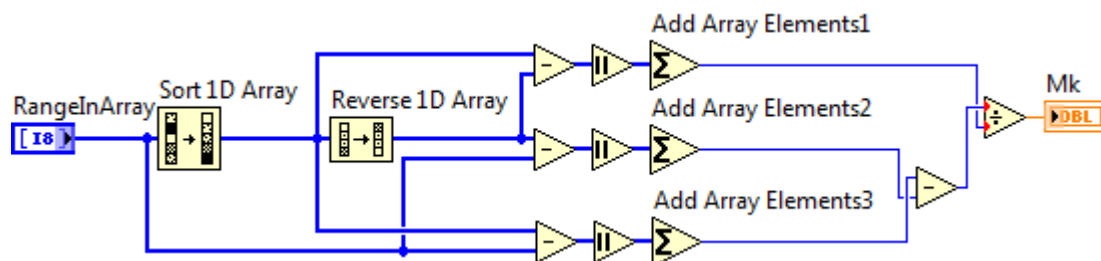 Add Array Elements1
Sort 1D Array
Mk
RangeInArray
Reverse 1D Array
[I8]
DBL
Add Array Elements2
Add Array Elements3